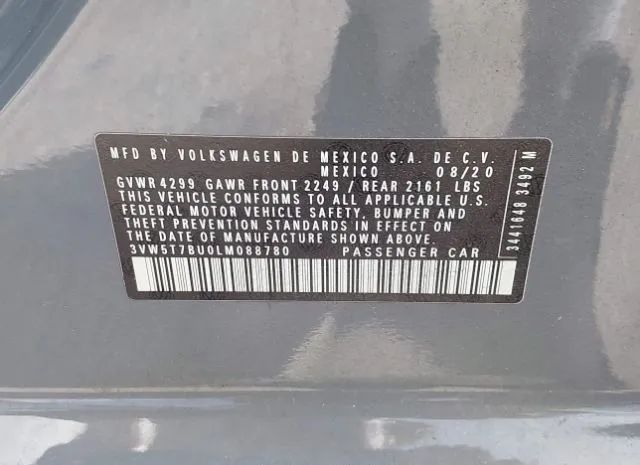 MFD BY VOLKSWAGEN DE MEXICO S.A. DE C.V.
MEXICO 08/20
GVWR 4299 GAWR FRONT 2249 / REAR 2161 LBS
THIS VEHICLE CONFORMS TO ALL APPLICABLE U.S.
FEDERAL MOTOR VEHICLE SAFETY, BUMPER AND
THEFT PREVENTION STANDARDS IN EFFECT ON
THE DATE OF MANUFACTURE SHOWN ABOVE.
3VW5T7BU0LM088780 PASSENGER CAR
3441648 3492 M